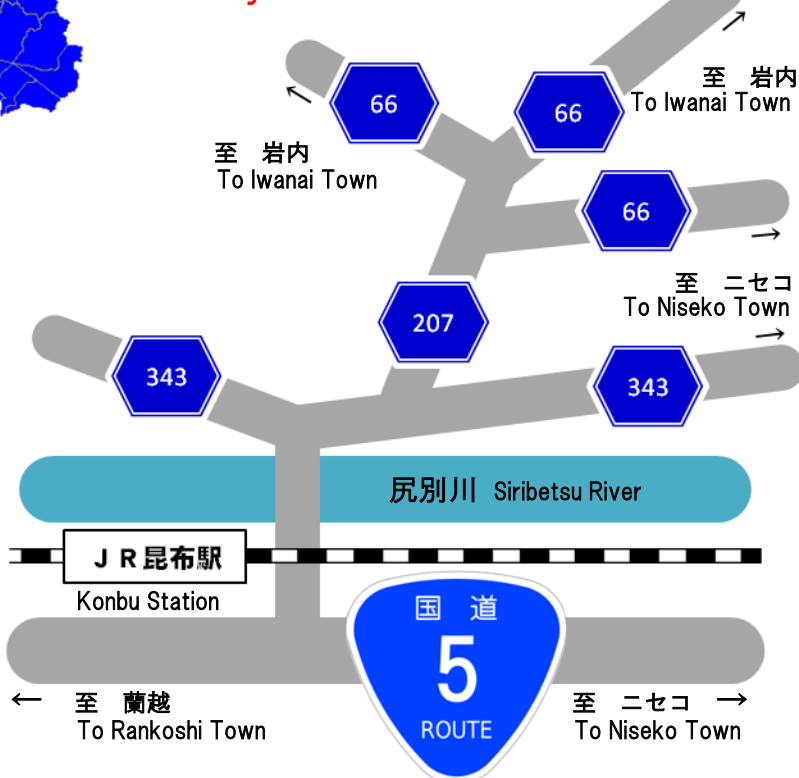 66
66
至 岩内
To Iwanai Town
至 岩内
To Iwanai Town
66
至 ニセコ
To Niseko Town
207
343
343
尻別川 Siribetsu River
ＪＲ昆布駅
Konbu Station
国 道
5
ROUTE
至 蘭越
To Rankoshi Town
至 ニセコ
To Niseko Town